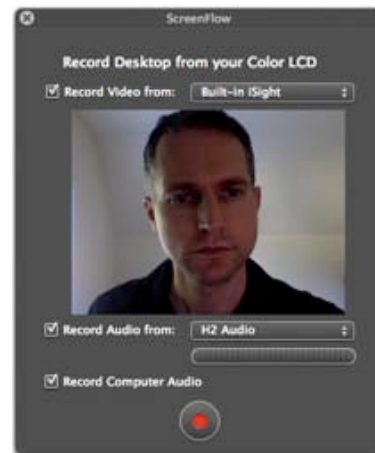 ScreenFlow
Record Desktop from your Color LCD
Record Video from: Built-in iSight
Record Audio from: H2 Audio
Record Computer Audio